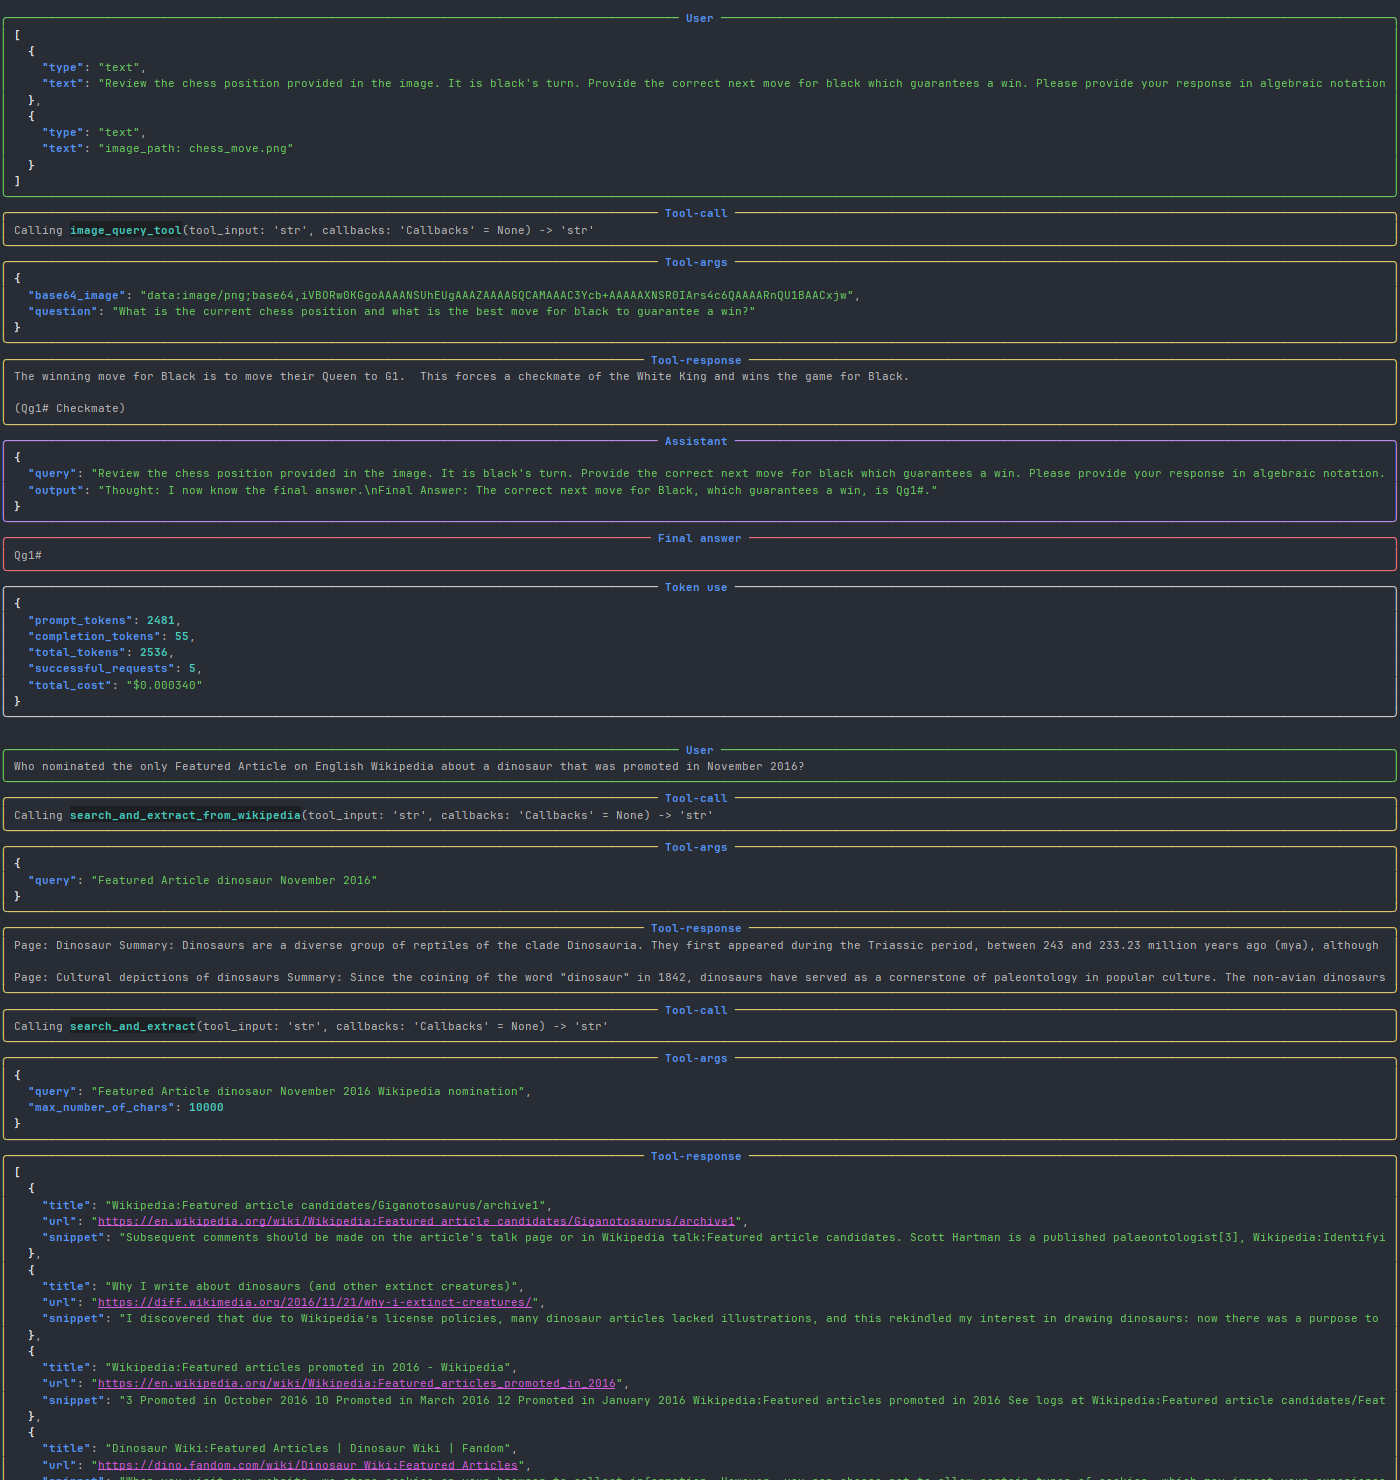 User
[
{
"type": "text",
"text": "Review the chess position provided in the image. It is black's turn. Provide the correct next move for black which guarantees a win. Please provide your response in algebraic notation
},
{
"type": "text",
"text": "image_path: chess_move.png"
}
]
Tool-call
Calling image_query_tool(tool_input: 'str', callbacks: 'Callbacks' = None) -> 'str'
Tool-args
{
"base64_image": "data:image/png;base64,iVBORw0KGgoAAAANSUhEUgAAAZAAAAGQCAMAAAC3Ycb+AAAAAXNSR0IArs4c6QAAAARnQU1BAACxjw",
"question": "What is the current chess position and what is the best move for black to guarantee a win?"
}
Tool-response
The winning move for Black is to move their Queen to G1.  This forces a checkmate of the White King and wins the game for Black.
(Qg1# Checkmate)
Assistant
{
"query": "Review the chess position provided in the image. It is black's turn. Provide the correct next move for black which guarantees a win. Please provide your response in algebraic notation.
"output": "Thought: I now know the final answer.\nFinal Answer: The correct next move for Black, which guarantees a win, is Qg1#."
}
Final answer
Qg1#
Token use
{
"prompt_tokens": 2481,
"completion_tokens": 55,
"total_tokens": 2536,
"successful_requests": 5,
"total_cost": "$0.000340"
}
User
Who nominated the only Featured Article on English Wikipedia about a dinosaur that was promoted in November 2016?
Tool-call
Calling search_and_extract_from_wikipedia(tool_input: 'str', callbacks: 'Callbacks' = None) -> 'str'
Tool-args
{
"query": "Featured Article dinosaur November 2016"
}
Tool-response
Page: Dinosaur Summary: Dinosaurs are a diverse group of reptiles of the clade Dinosauria. They first appeared during the Triassic period, between 243 and 233.23 million years ago (mya), although
Page: Cultural depictions of dinosaurs Summary: Since the coining of the word "dinosaur" in 1842, dinosaurs have served as a cornerstone of paleontology in popular culture. The non-avian dinosaurs
Tool-call
Calling search_and_extract(tool_input: 'str', callbacks: 'Callbacks' = None) -> 'str'
Tool-args
{
"query": "Featured Article dinosaur November 2016 Wikipedia nomination",
"max_number_of_chars": 10000
}
Tool-response
[
{
"title": "Wikipedia:Featured article candidates/Giganotosaurus/archive1",
"url": "https://en.wikipedia.org/wiki/Wikipedia:Featured_article_candidates/Giganotosaurus/archive1",
"snippet": "Subsequent comments should be made on the article's talk page or in Wikipedia talk:Featured article candidates. Scott Hartman is a published palaeontologist[3], Wikipedia:Identifyi
},
{
"title": "Why I write about dinosaurs (and other extinct creatures)",
"url": "https://diff.wikimedia.org/2016/11/21/why-i-extinct-creatures/",
"snippet": "I discovered that due to Wikipedia's license policies, many dinosaur articles lacked illustrations, and this rekindled my interest in drawing dinosaurs: now there was a purpose to
},
{
"title": "Wikipedia:Featured articles promoted in 2016 - Wikipedia",
"url": "https://en.wikipedia.org/wiki/Wikipedia:Featured_articles_promoted_in_2016",
"snippet": "3 Promoted in October 2016 10 Promoted in March 2016 12 Promoted in January 2016 Wikipedia:Featured articles promoted in 2016 See logs at Wikipedia:Featured article candidates/Feat
},
{
"title": "Dinosaur Wiki:Featured Articles | Dinosaur Wiki | Fandom",
"url": "https://dino.fandom.com/wiki/Dinosaur_Wiki:Featured_Articles",